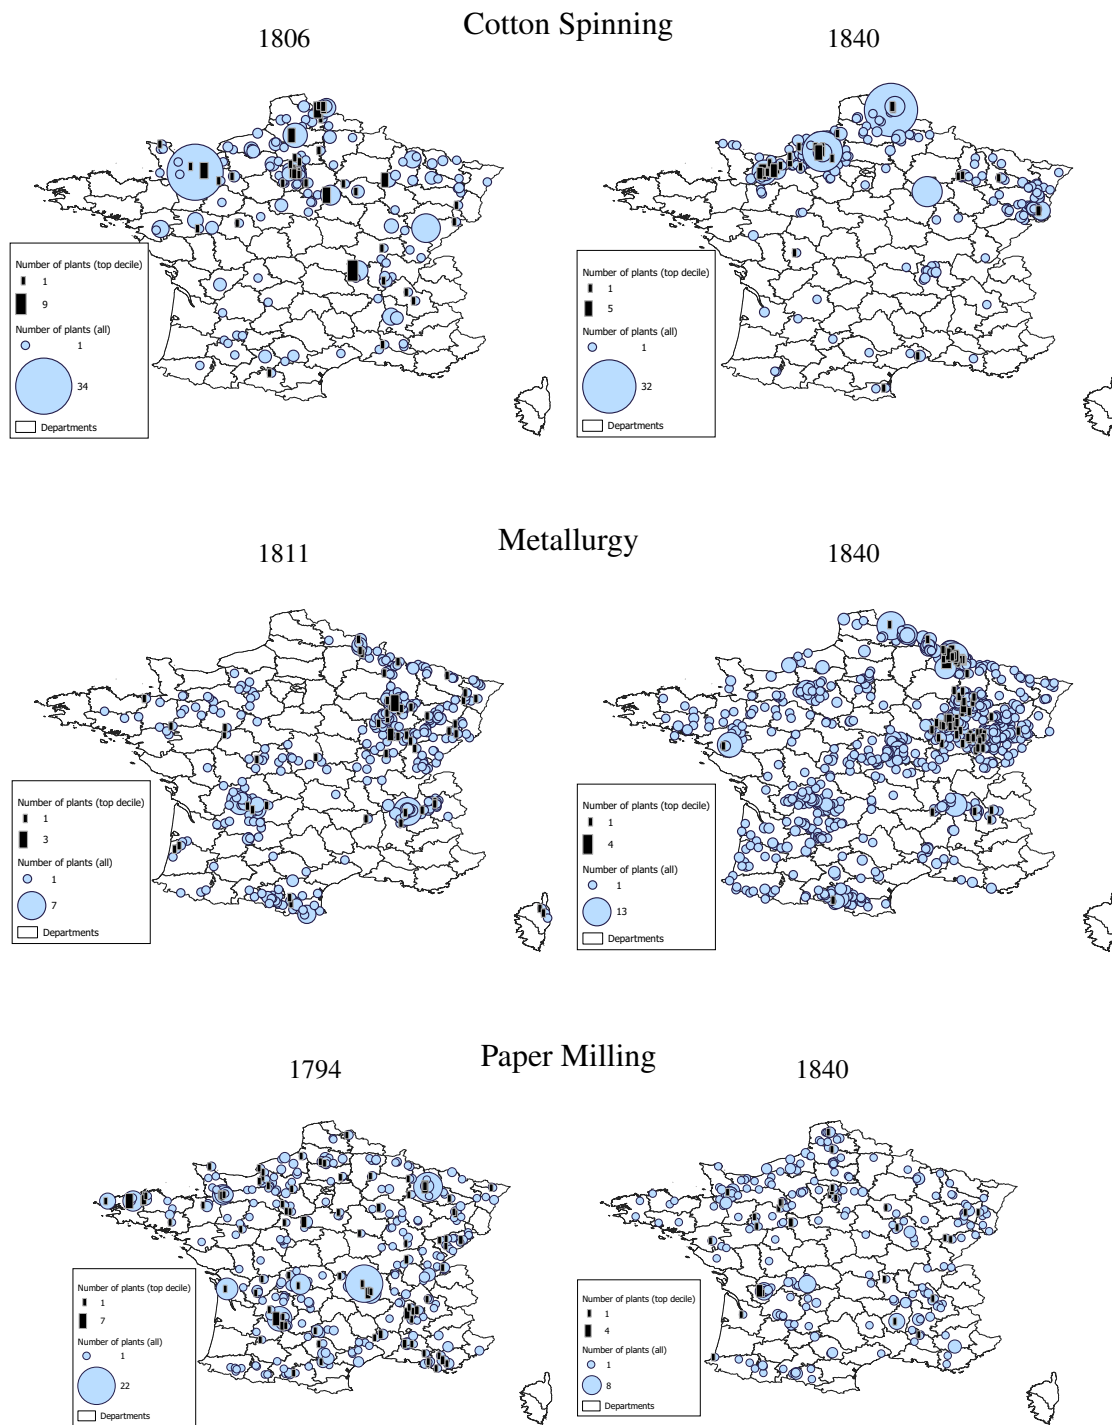 Cotton Spinning
1806
1840
Number of plants (top decile)
1
9
Number of plants (all)
1
34
Departments
Number of plants (top decile)
1
5
Number of plants (all)
1
32
Departments
Metallurgy
1811
1840
Number of plants (top decile)
1
3
Number of plants (all)
1
7
Departments
Number of plants (top decile)
1
4
Number of plants (all)
1
13
Departments
Paper Milling
1794
1840
Number of plants (top decile)
1
7
Number of plants (all)
1
22
Departments
Number of plants (top decile)
1
4
Number of plants (all)
1
8
Departments